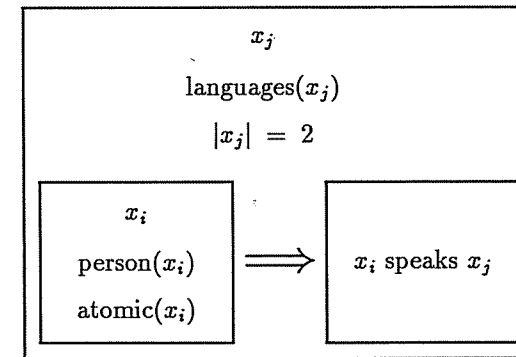 x_j
languages(x_j)
|x_j| = 2
x_i
person(x_i)
atomic(x_i)
⟹
x_i speaks x_j